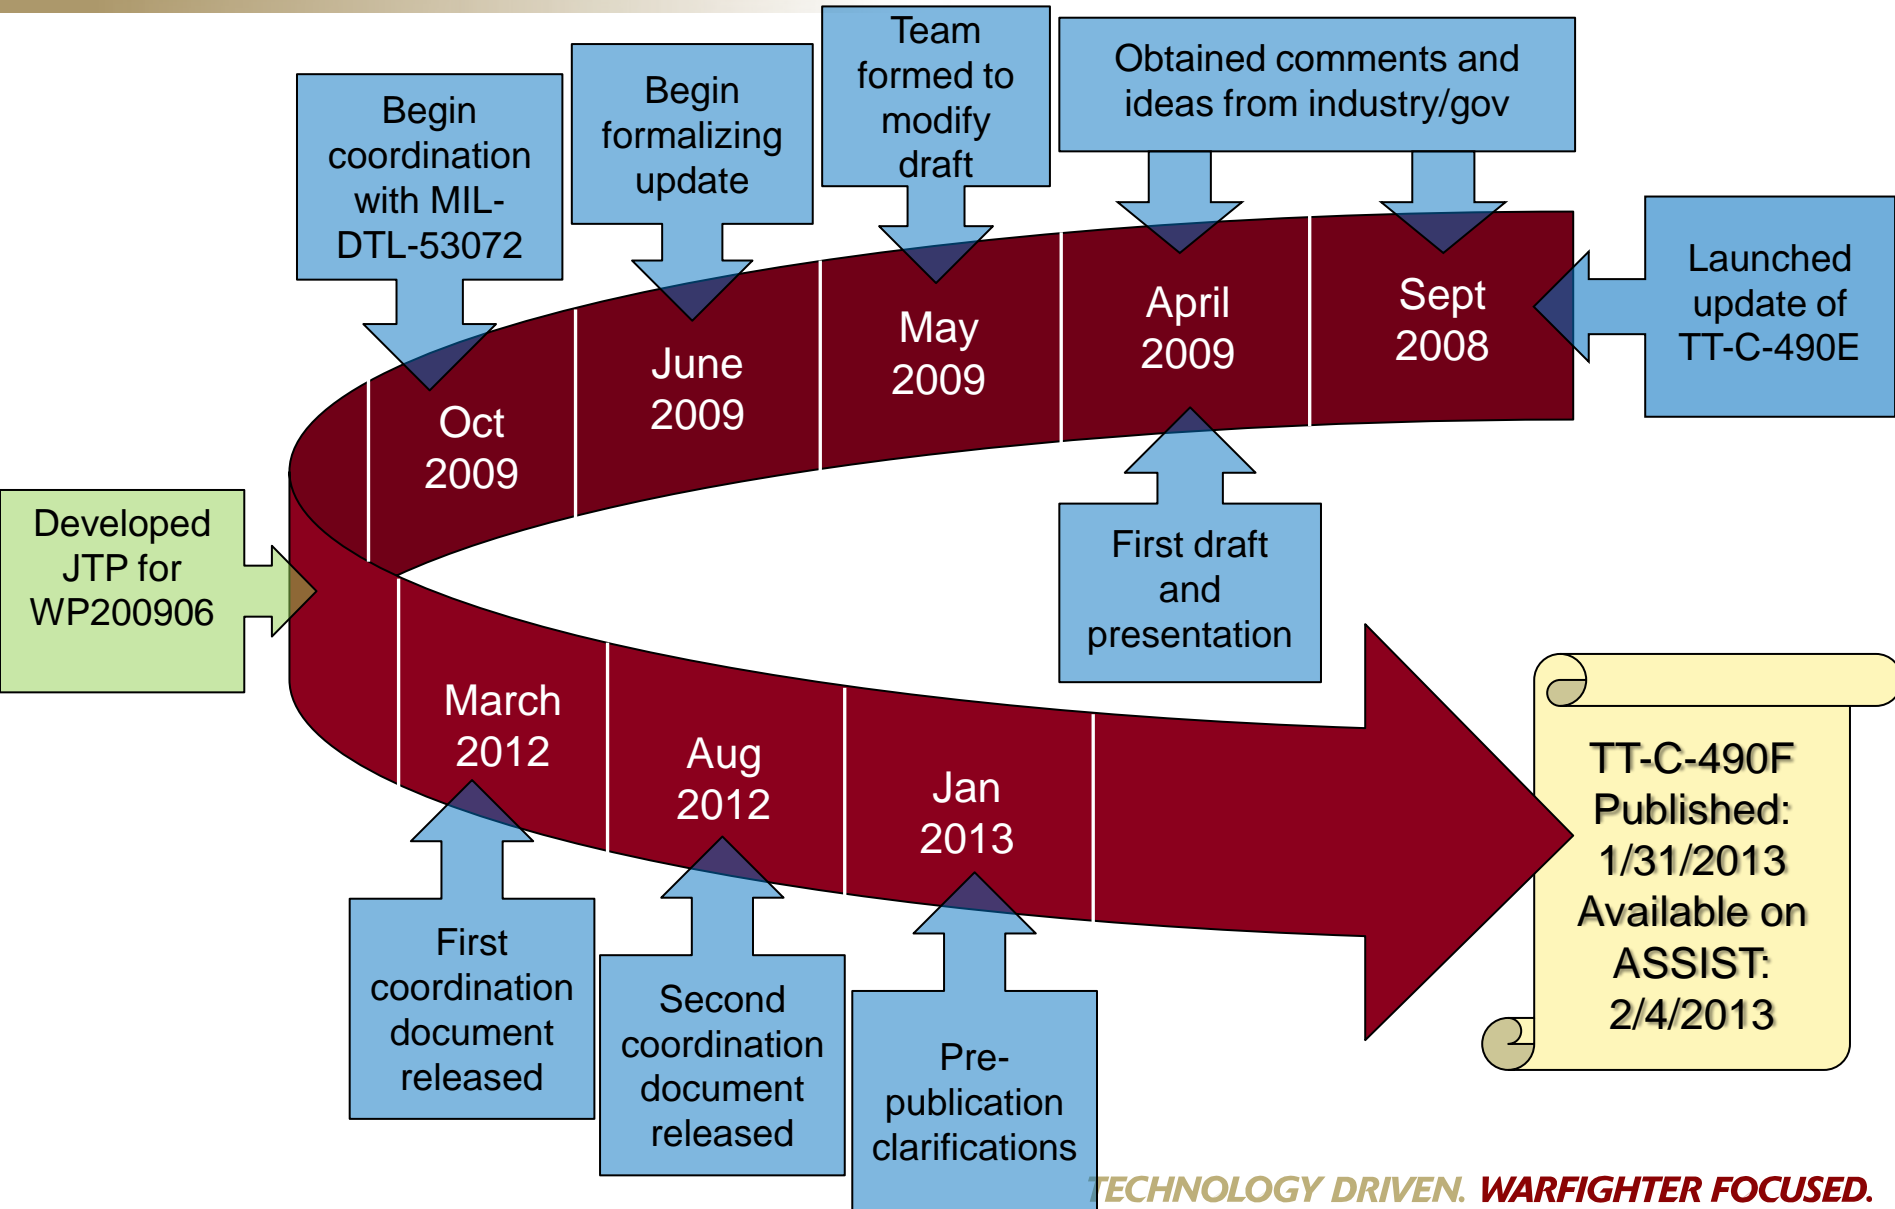 Team
formed to
modify
draft
Obtained comments and
ideas from industry/gov
Begin
formalizing
update
Begin
coordination
with MIL-
DTL-53072
Launched
update of
TT-C-490E
Sept
2008
April
2009
May
2009
June
2009
Oct
2009
First draft
and
presentation
Developed
JTP for
WP200906
March
2012
Aug
2012
Jan
2013
First
coordination
document
released
Second
coordination
document
released
Pre-
publication
clarifications
TT-C-490F
Published:
1/31/2013
Available on
ASSIST:
2/4/2013
TECHNOLOGY DRIVEN. WARFIGHTER FOCUSED.